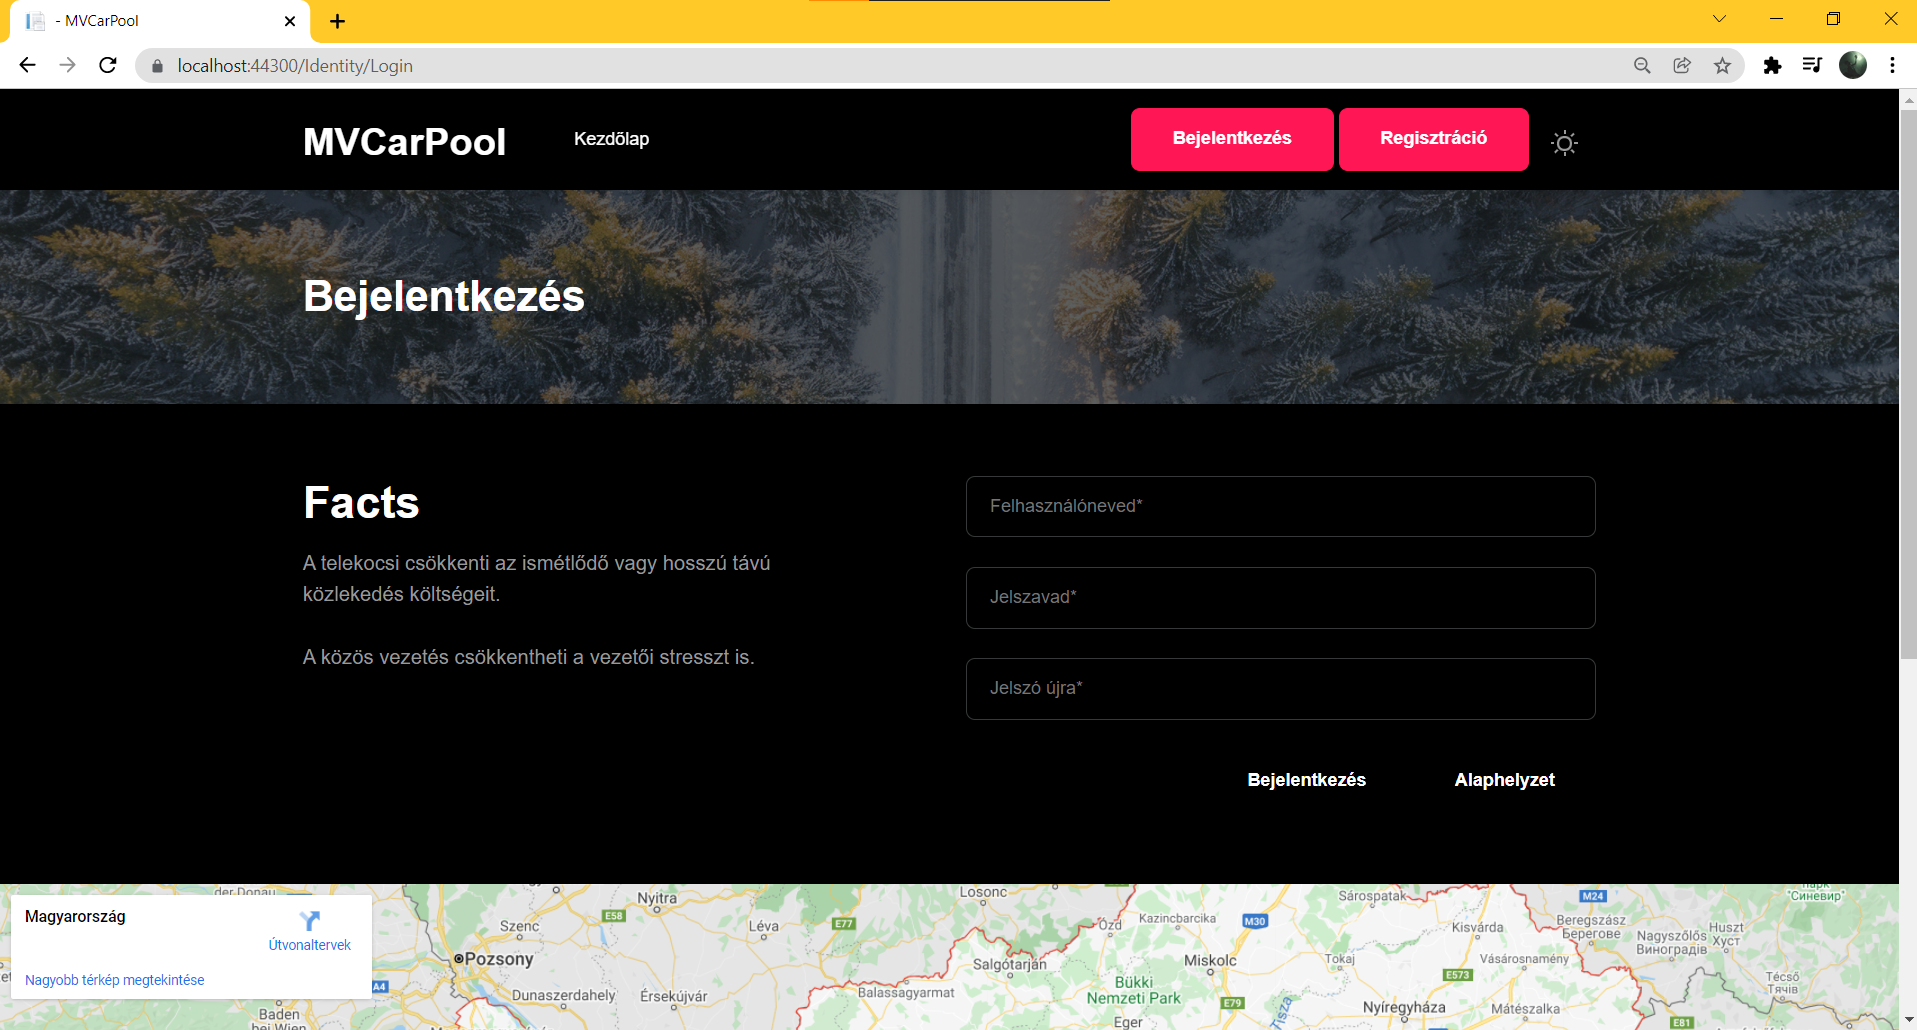 - MVCarPool
localhost:44300/Identity/Login
MVCarPool
Kezdőlap
Bejelentkezés
Regisztráció
Bejelentkezés
Facts
A telekocsi csökkenti az ismétlődő vagy hosszú távú
közlekedés költségeit.
A közös vezetés csökkentheti a vezetői stresszt is.
Felhasználóneved*
Jelszavad*
Jelszó újra*
Bejelentkezés
Alaphelyzet
Magyarország
Útvonaltervek
Nagyobb térkép megtekintése
der Donau
Nyitra
Losonc
Sárospatak
M24
"Синевир"
E58
Szenc
Léva
E77
Ózd
Kazincbarcika
M30
Kisvárda
Beregszász
Берегове
Nagyszőlős
Виноградів
Huszt
Хуст
Pozsony
Salgótarján
Miskolc
Tokaj
Vásárosnamény
E573
Técső
Тячів
A4
Dunaszerdahely
Érsekújvár
Balassagyarmat
Bükki
Nemzeti Park
E79
Tisza
Nyíregyháza
Mátészalka
Baden
bei Wien
Eger
E81